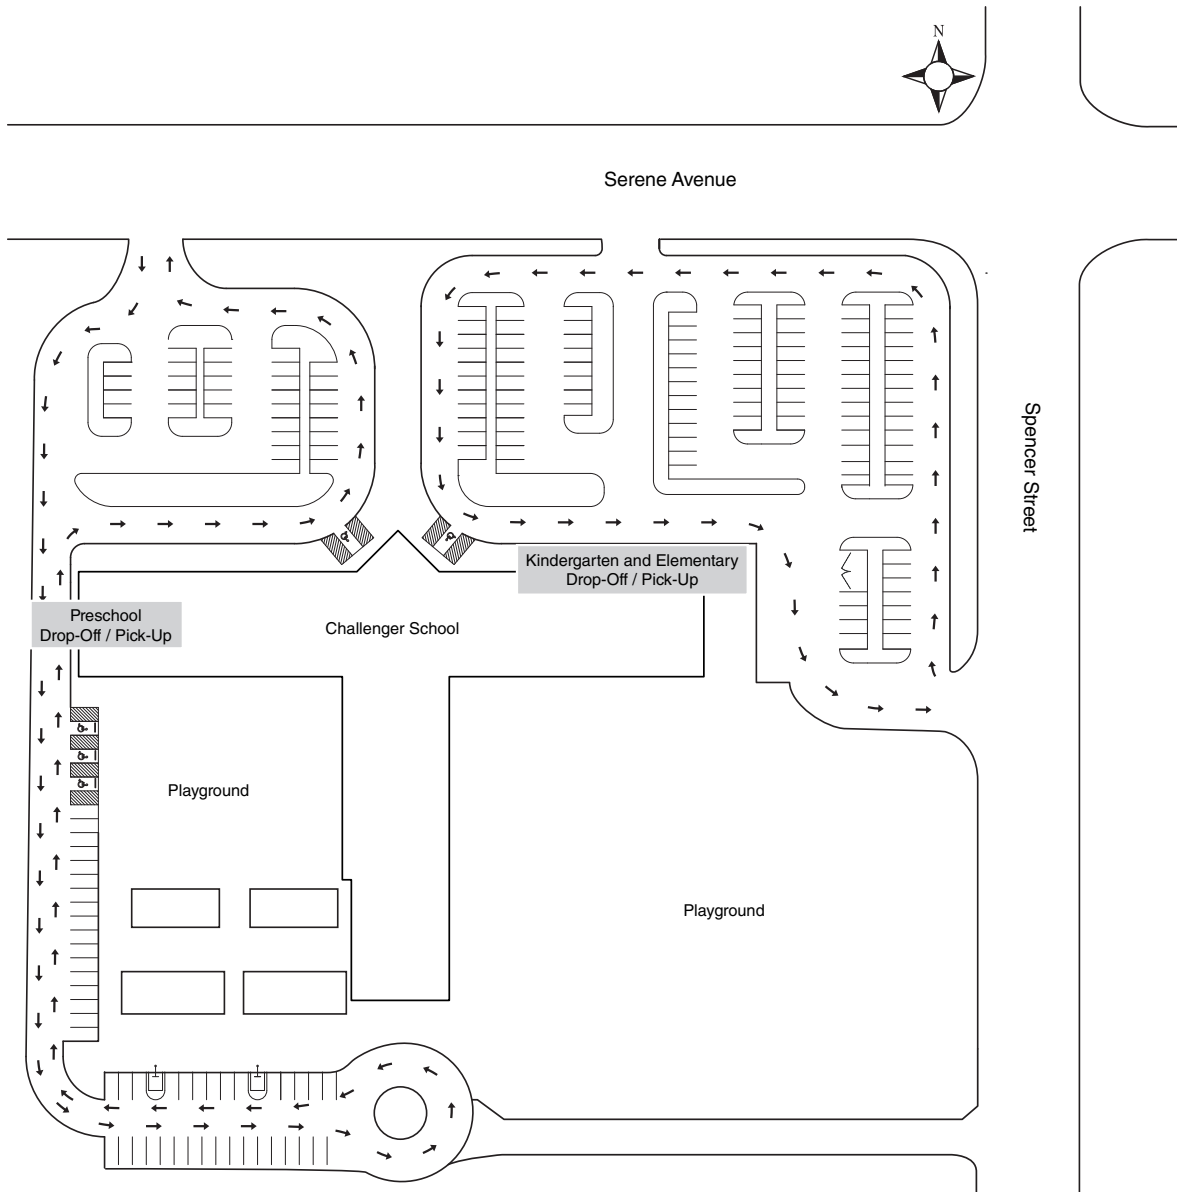 N
Serene Avenue
Spencer Street
Kindergarten and Elementary
Drop-Off / Pick-Up
Preschool
Drop-Off / Pick-Up
Challenger School
Playground
Playground